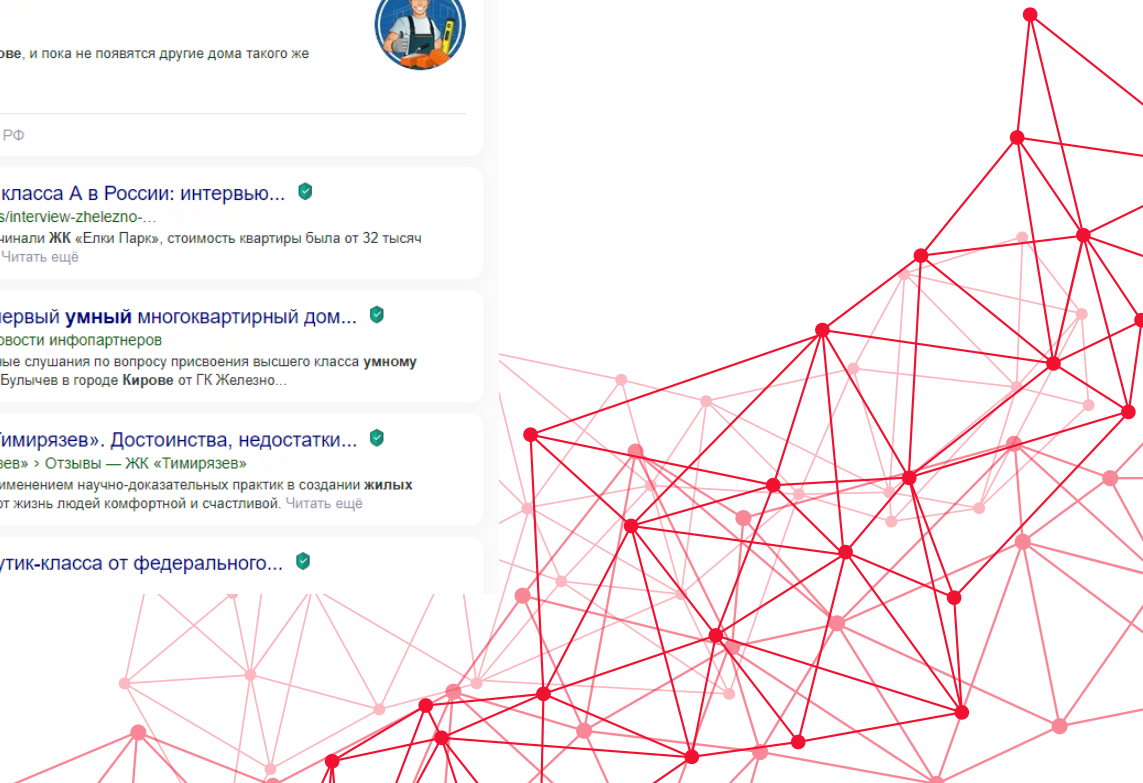 ове, и пока не появятся другие дома такого же
РФ
класса А в России: интервью...
s/interview-zhelezno-...
чинали ЖК «Елки Парк», стоимость квартиры была от 32 тысяч
Читать ещё
первый умный многоквартирный дом...
овости инфопартнеров
ные слушания по вопросу присвоения высшего класса умному
Булычев в городе Кирове от ГК Железно...
Тимирязев». Достоинства, недостатки...
зев» › Отзывы — ЖК «Тимирязев»
именением научно-доказательных практик в создании жилых
от жизнь людей комфортной и счастливой. Читать ещё
утик-класса от федерального...